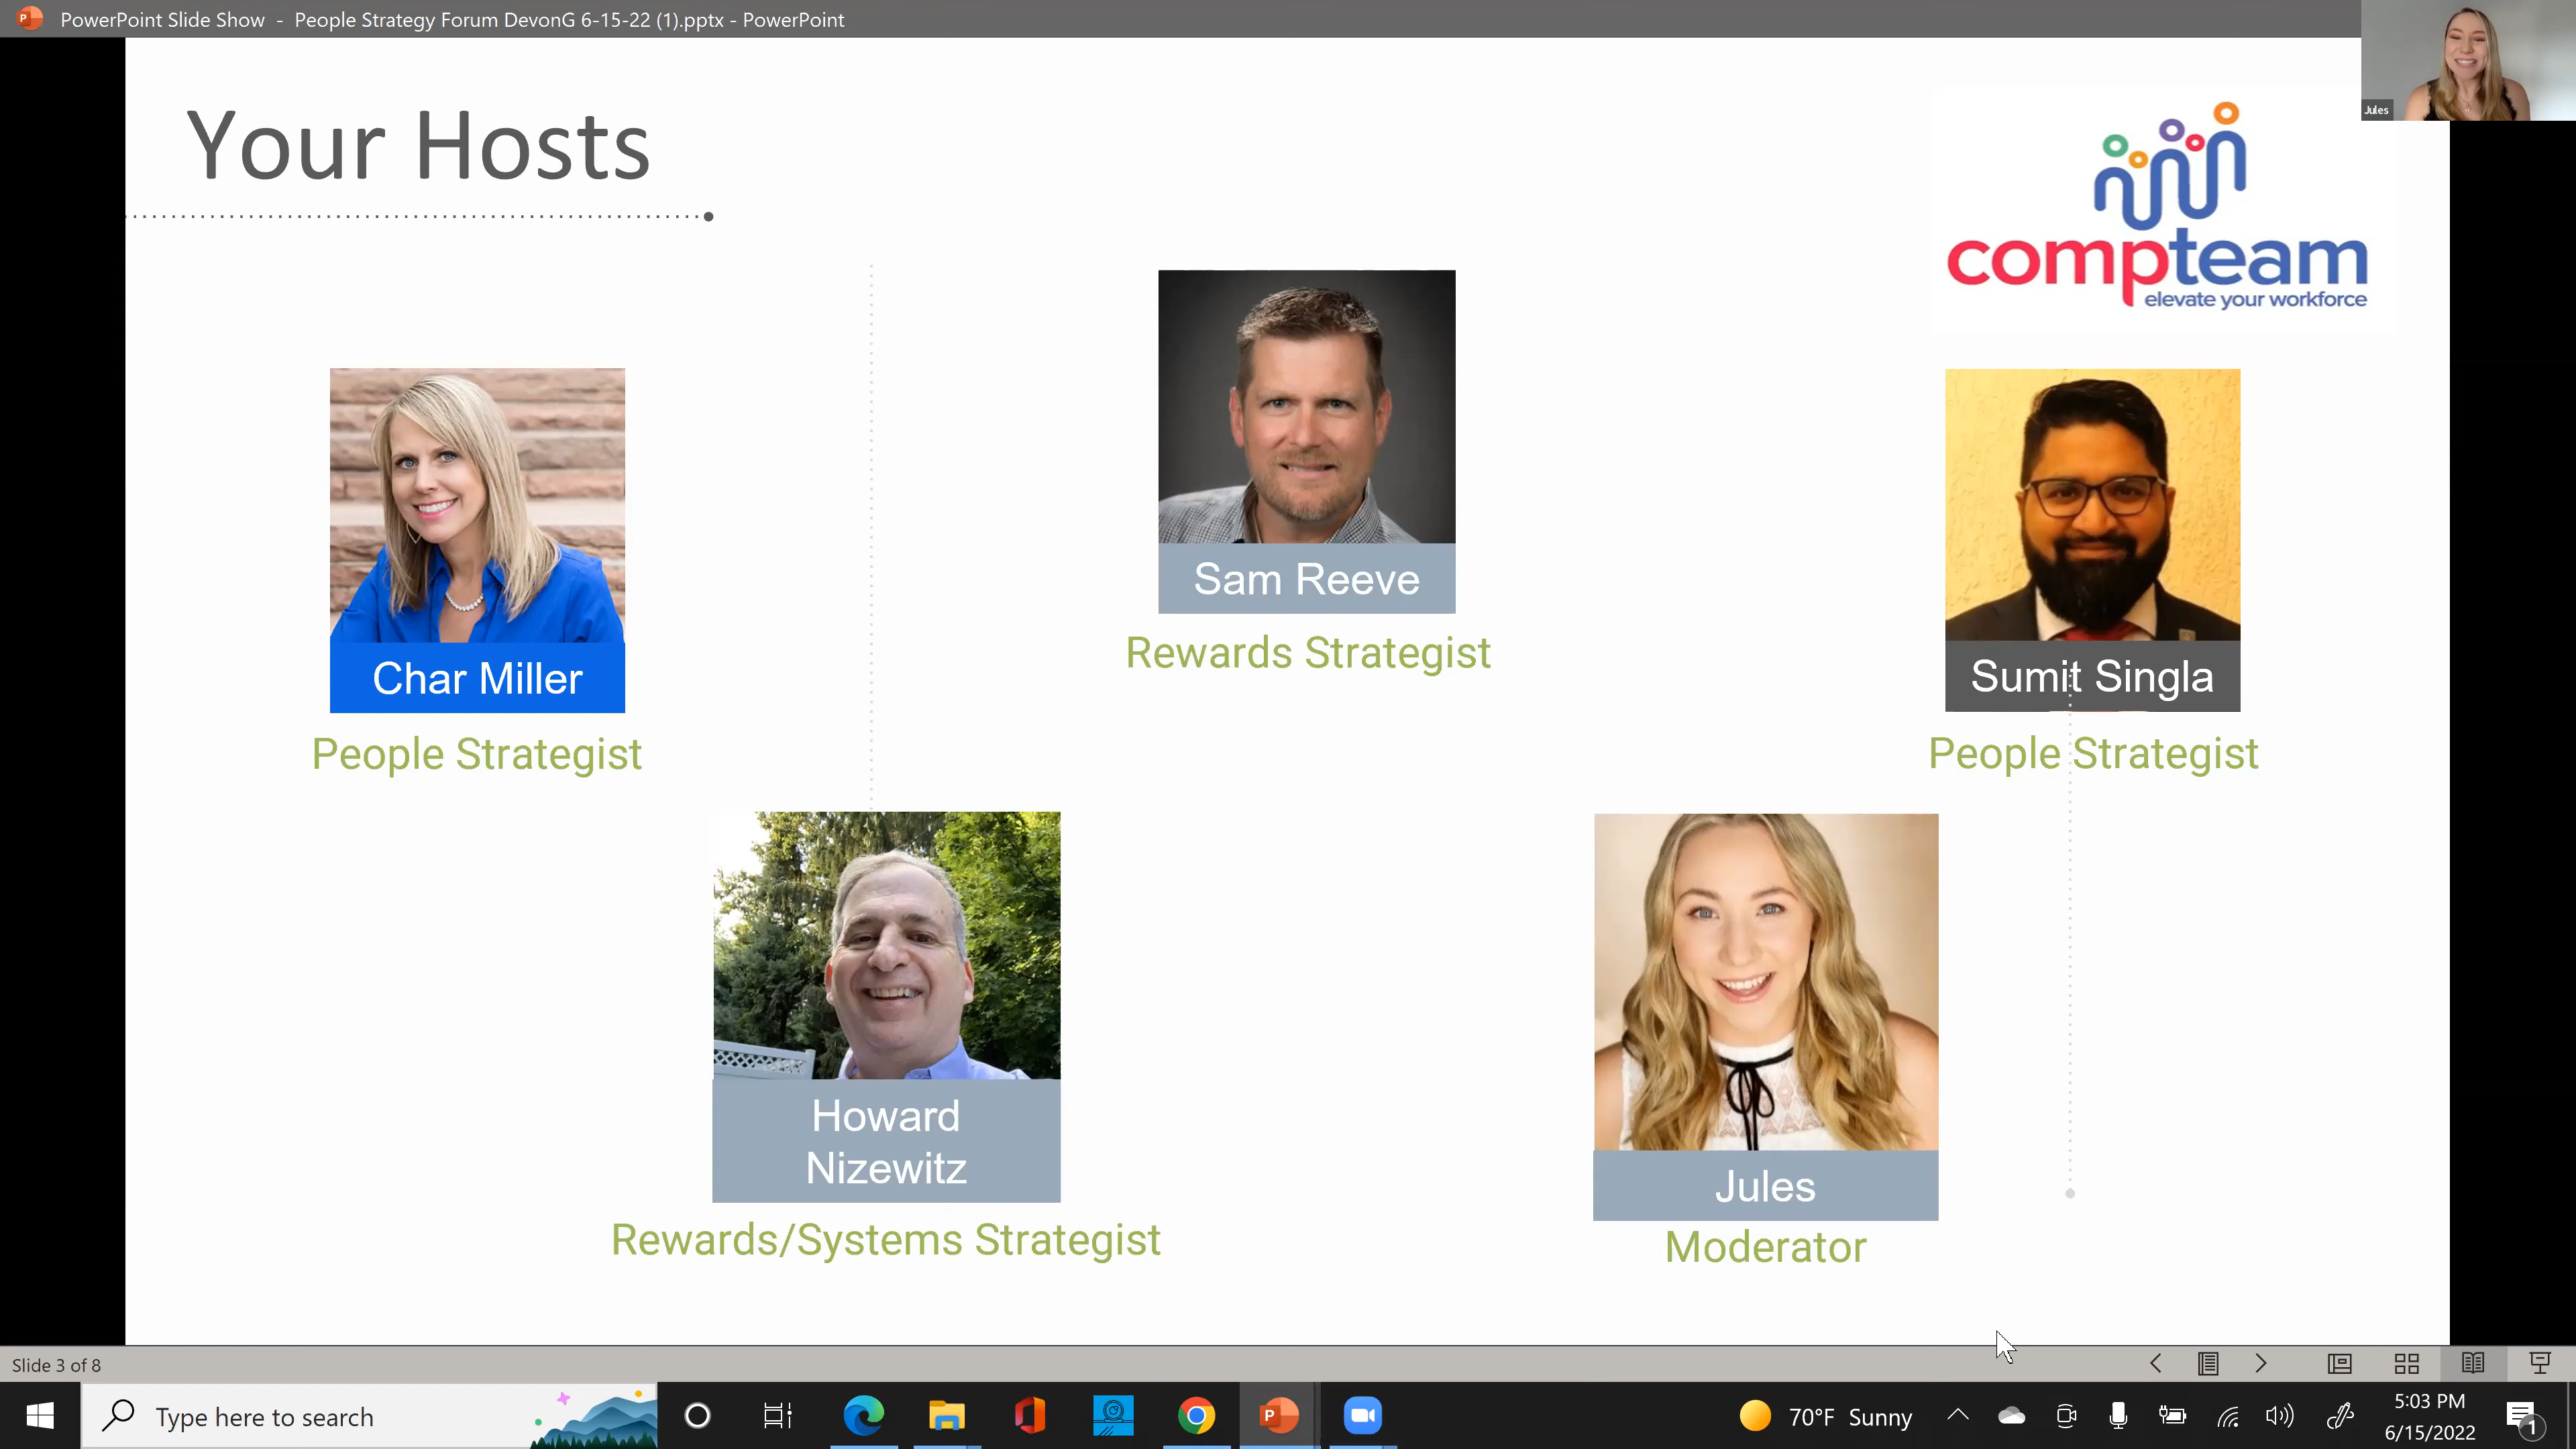 PowerPoint Slide Show - People Strategy Forum DevonG 6-15-22 (1).pptx - PowerPoint
Jules
Your Hosts
compteam
elevate your workforce
Char Miller
People Strategist
Sam Reeve
Rewards Strategist
Sumit Singla
People Strategist
Howard
Nizewitz
Rewards/Systems Strategist
Jules
Moderator
Slide 3 of 8
Type here to search
70°F Sunny
5:03 PM
6/15/2022
1